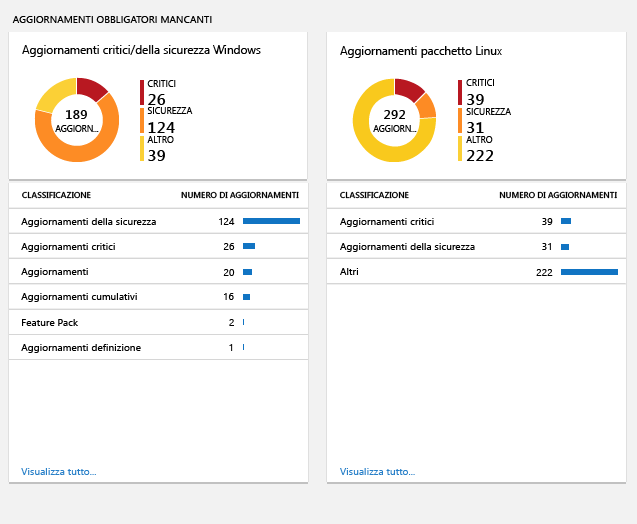 AGGIORNAMENTI OBBLIGATORI MANCANTI
Aggiornamenti critici/della sicurezza Windows
189
AGGIORN...
CRITICI
26
SICUREZZA
124
ALTRO
39
CLASSIFICAZIONE NUMERO DI AGGIORNAMENTI
Aggiornamenti della sicurezza 124
Aggiornamenti critici 26
Aggiornamenti 20
Aggiornamenti cumulativi 16
Feature Pack 2
Aggiornamenti definizione 1
Visualizza tutto...
Aggiornamenti pacchetto Linux
292
AGGIORN...
CRITICI
39
SICUREZZA
31
ALTRO
222
CLASSIFICAZIONE NUMERO DI AGGIORNAMENTI
Aggiornamenti critici 39
Aggiornamenti della sicurezza 31
Altri 222
Visualizza tutto...